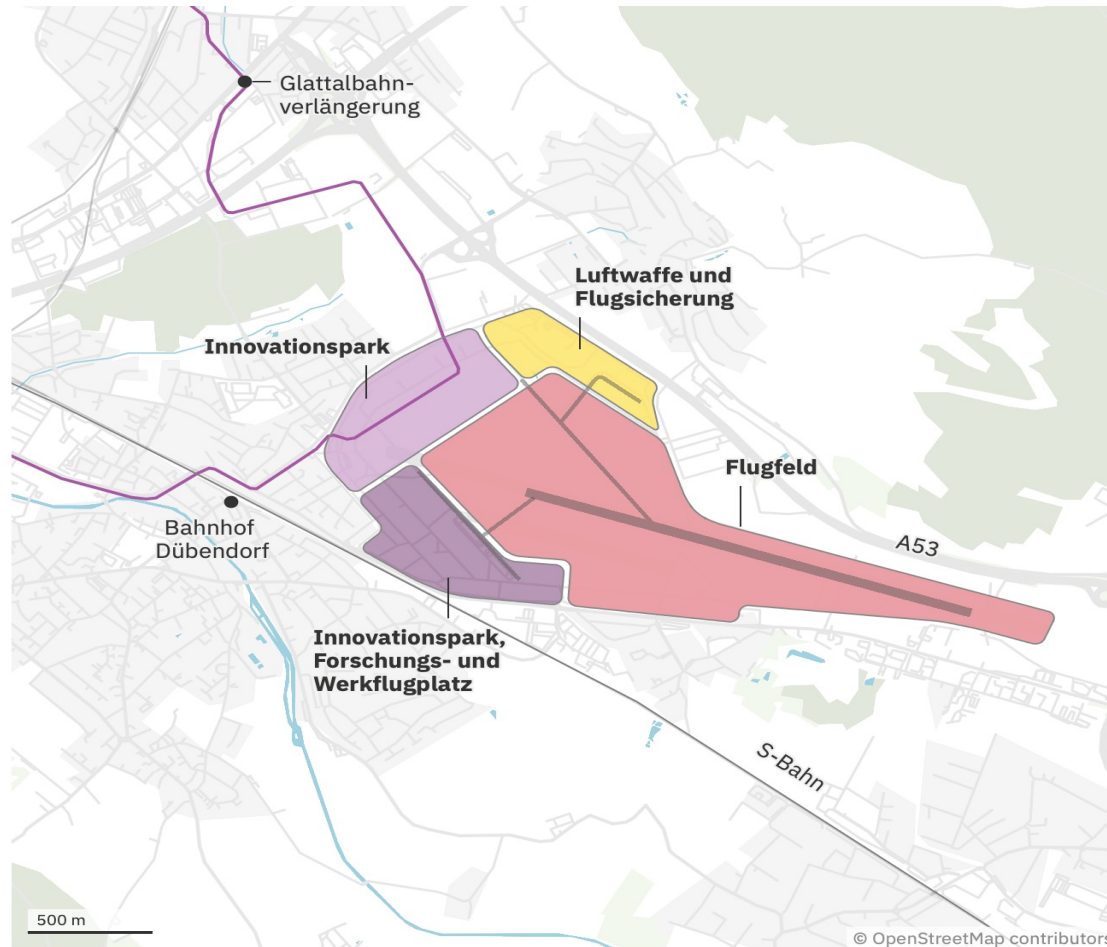 Glattalbahn-
verlängerung
Luftwaffe und
Flugsicherung
Innovationspark
Flugfeld
Bahnhof
Dübendorf
A53
Innovationspark,
Forschungs- und
Werkflugplatz
S-Bahn
500 m
© OpenStreetMap contributors